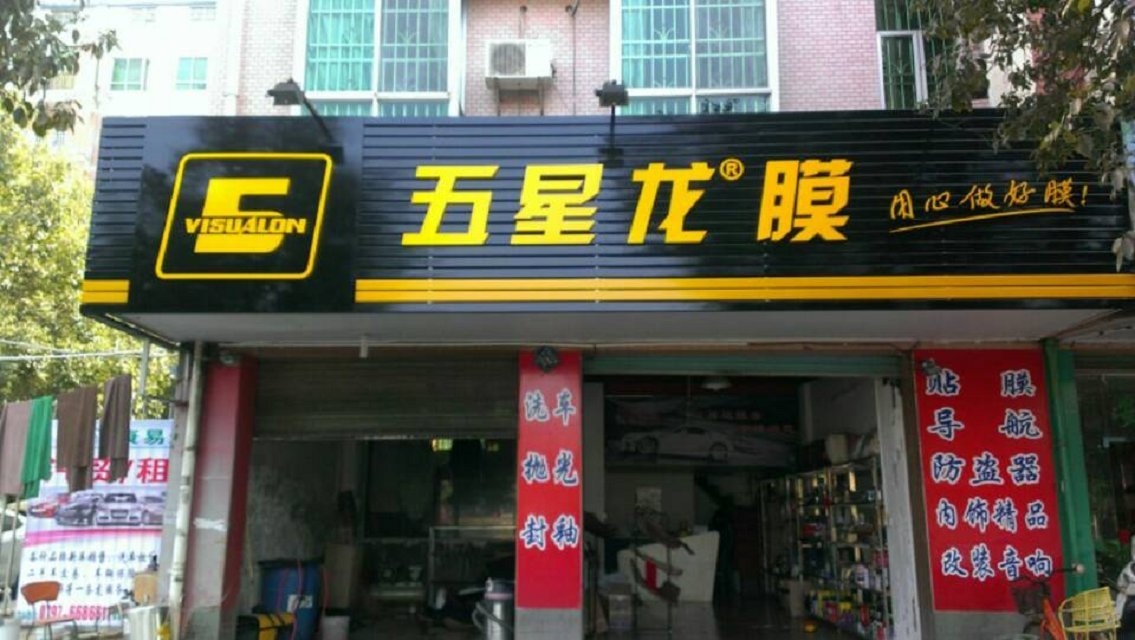 VISUALON
五星龙®膜
用心做好膜!
洗车
抛光
封釉
贴膜
导航
防盗器
内饰精品
改装音响
租